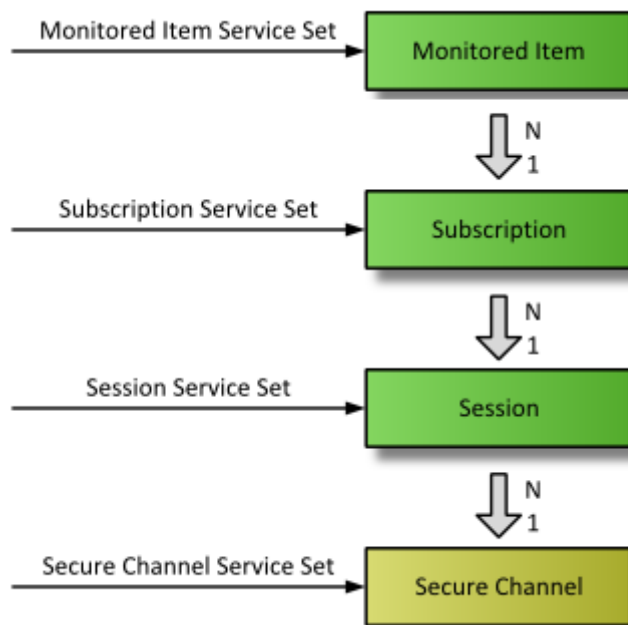 Monitored Item Service Set
Monitored Item
N
1
Subscription Service Set
Subscription
N
1
Session Service Set
Session
N
1
Secure Channel Service Set
Secure Channel